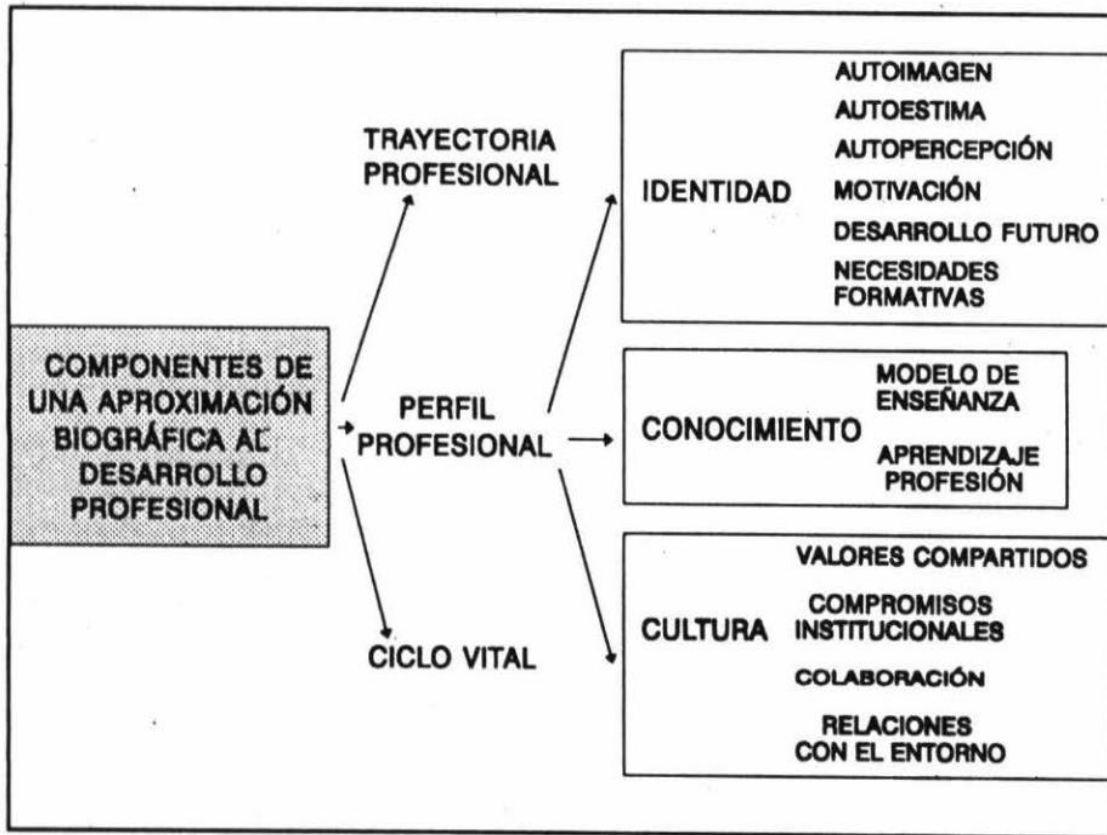 COMPONENTES DE
UNA APROXIMACIÓN
BIOGRÁFICA AL
DESARROLLO
PROFESIONAL
TRAYECTORIA
PROFESIONAL
PERFIL
PROFESIONAL
CICLO VITAL
IDENTIDAD
AUTOIMAGEN
AUTOESTIMA
AUTOPERCEPCIÓN
MOTIVACIÓN
DESARROLLO FUTURO
NECESIDADES
FORMATIVAS
CONOCIMIENTO
MODELO DE
ENSEÑANZA
APRENDIZAJE
PROFESIÓN
CULTURA
VALORES COMPARTIDOS
COMPROMISOS
INSTITUCIONALES
COLABORACIÓN
RELACIONES
CON EL ENTORNO